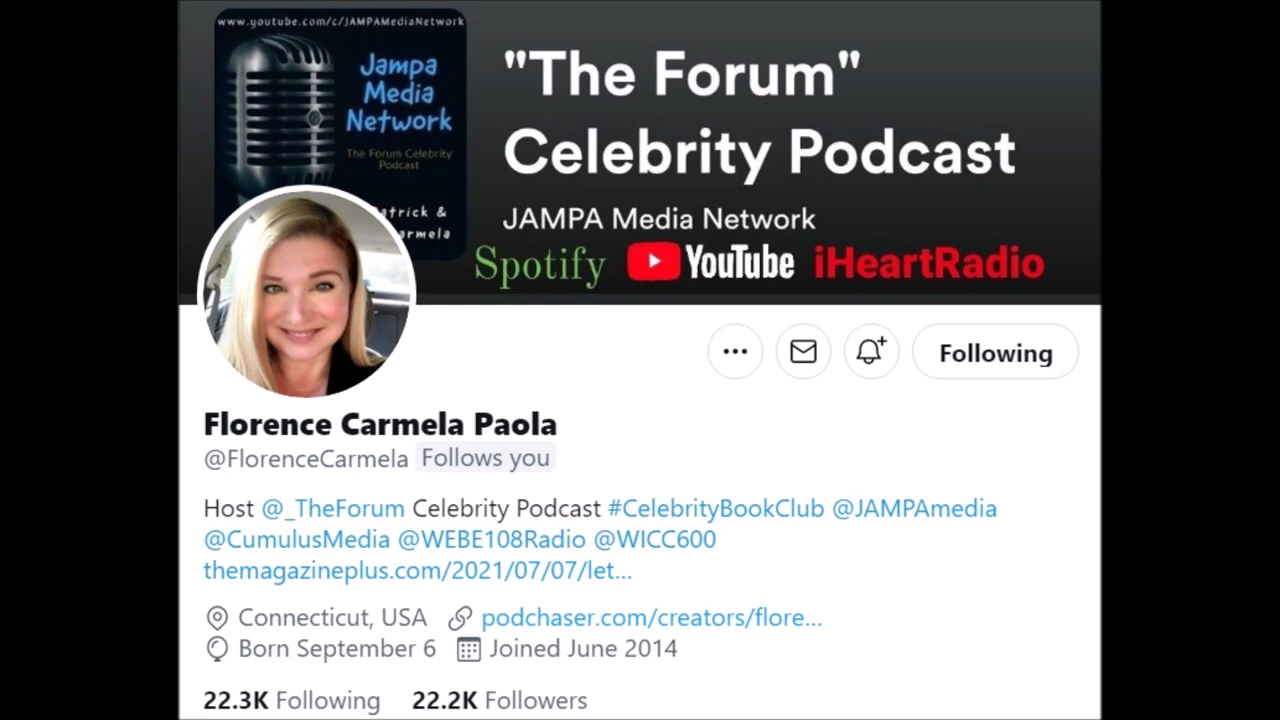 www.youtube.com/c/JAMPAMediaNetwork
Jampa
Media
Network
The Forum Celebrity
Podcast
"The Forum"
Celebrity Podcast
JAMPA Media Network
Spotify YouTube iHeartRadio
Following
Florence Carmela Paola
@FlorenceCarmela Follows you
Host @_TheForum Celebrity Podcast #CelebrityBookClub @JAMPAmedia
@CumulusMedia @WEBE108Radio @WICC600
themagazineplus.com/2021/07/07/let...
Connecticut, USA podchaser.com/creators/flore...
Born September 6 Joined June 2014
22.3K Following 22.2K Followers